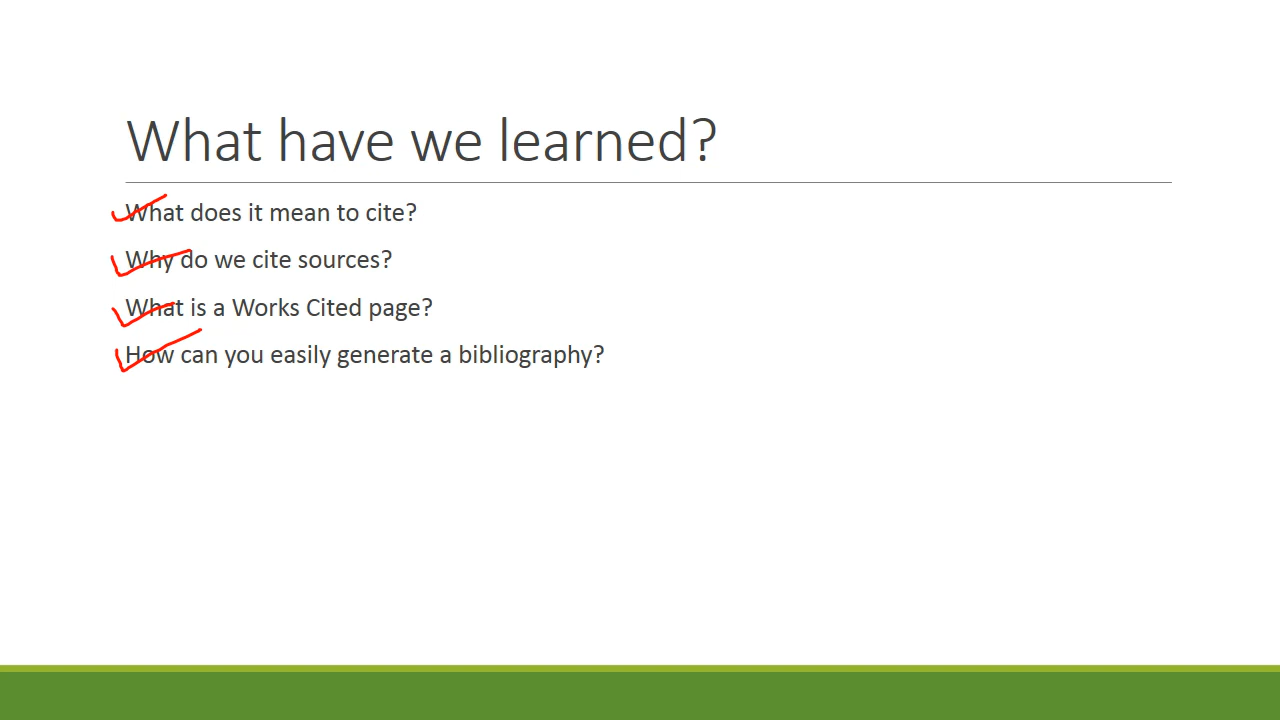 What have we learned?
What does it mean to cite?
Why do we cite sources?
What is a Works Cited page?
How can you easily generate a bibliography?